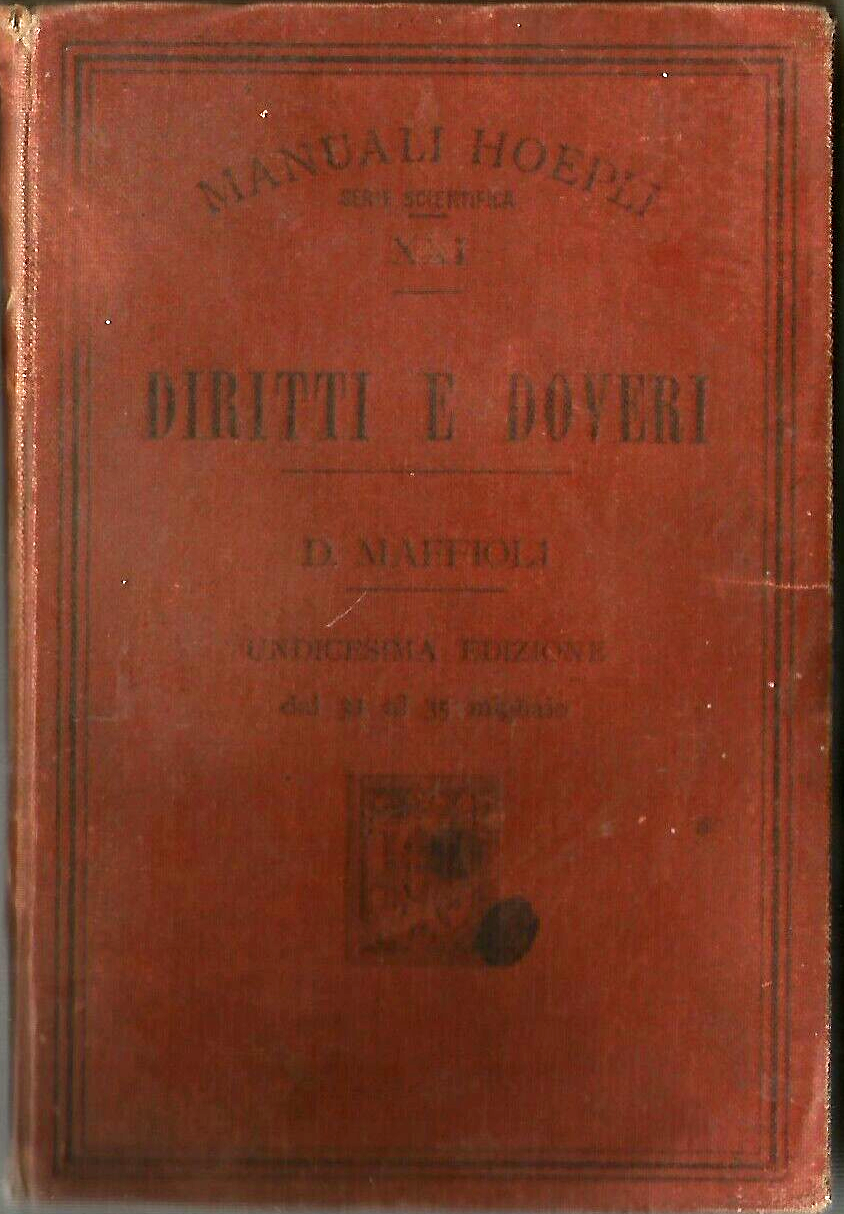 MANUALI HOEPLI
SERIE SCIENTIFICA
XXI
DIRITTI E DOVERI
D. MAFFIOLI
UNDICESIMA EDIZIONE
dal 31 al 35 migliaio